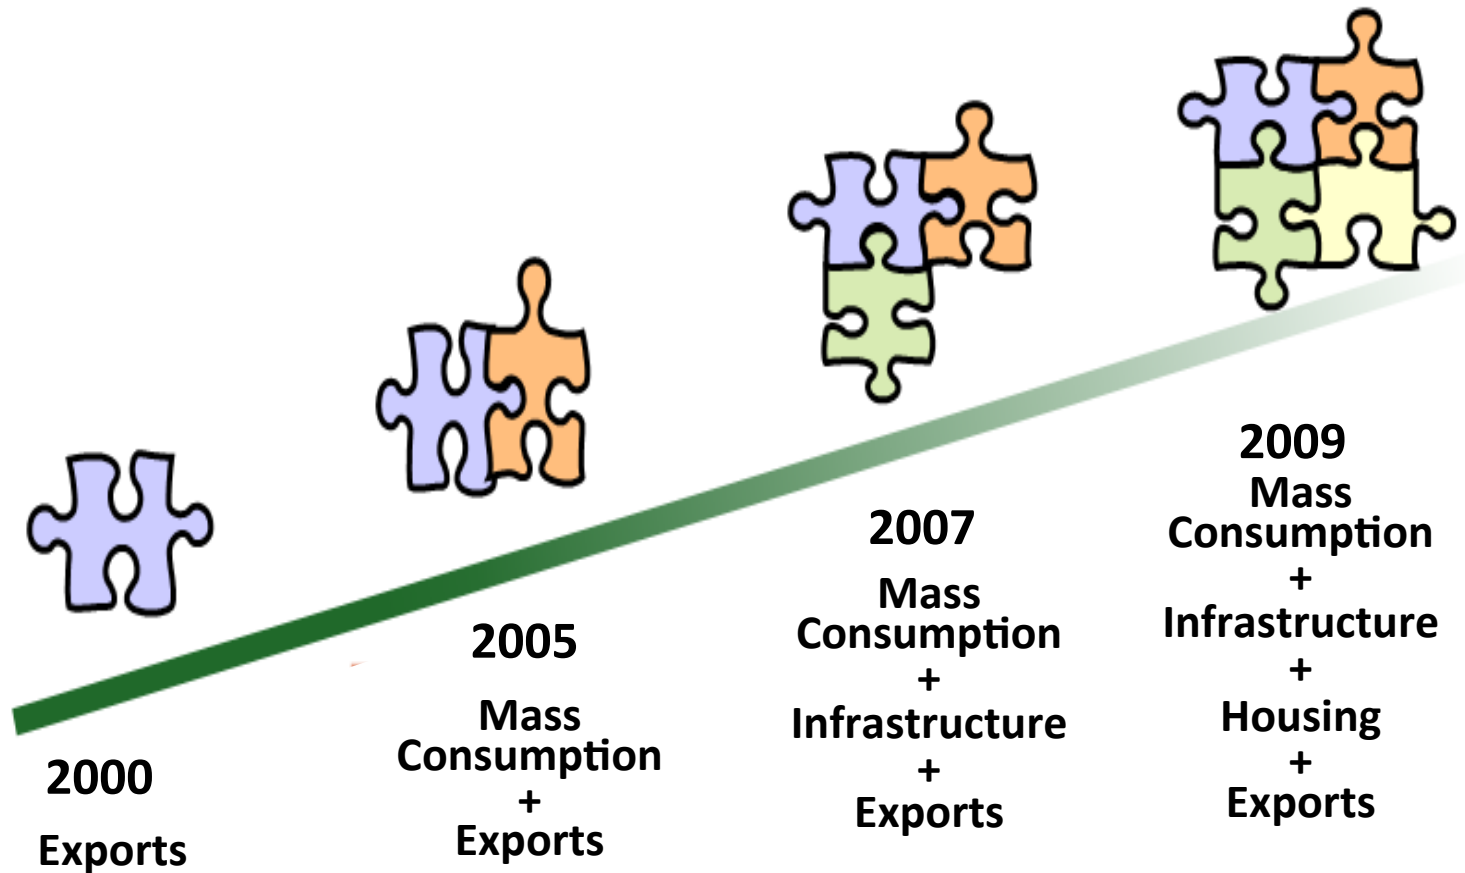 2000
Exports
2005
Mass
Consumption
+
Exports
2007
Mass
Consumption
+
Infrastructure
+
Exports
2009
Mass
Consumption
+
Infrastructure
+
Housing
+
Exports